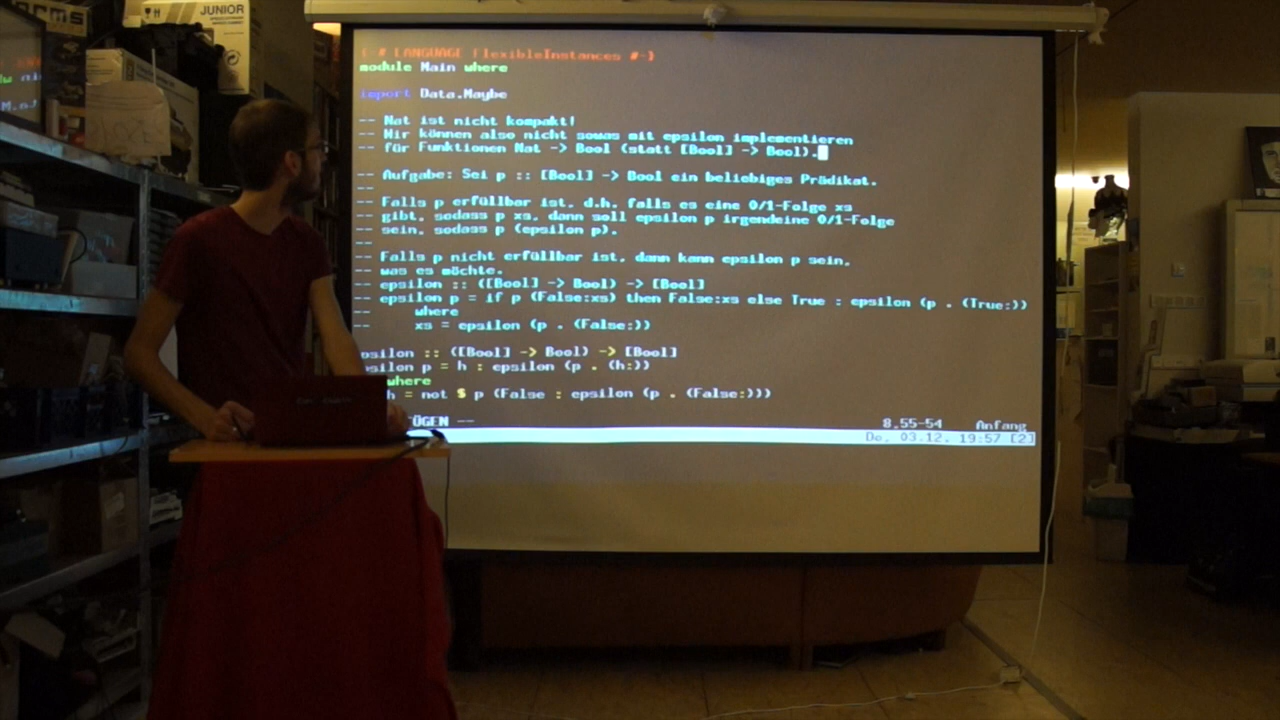 JUNIOR
{-# LANGUAGE FlexibleInstances #-}
module Main where
import Data.Maybe
-- Nat ist nicht kompakt!
-- Wir können also nicht sowas mit epsilon implementieren
-- für Funktionen Nat -> Bool (statt [Bool] -> Bool).
-- Aufgabe: Sei p :: [Bool] -> Bool ein beliebiges Prädikat.
--
-- Falls p erfüllbar ist, d.h. falls es eine 0/1-Folge xs
-- gibt, sodass p xs, dann soll epsilon p irgendeine 0/1-Folge
-- sein, sodass p (epsilon p).
--
-- Falls p nicht erfüllbar ist, dann kann epsilon p sein,
-- was es möchte.
-- epsilon :: ([Bool] -> Bool) -> [Bool]
-- epsilon p = if p (False:xs) then False:xs else True : epsilon (p . (True:))
-- where
-- xs = epsilon (p . (False:))
psilon :: ([Bool] -> Bool) -> [Bool]
silon p = h : epsilon (p . (h:))
where
h = not $ p (False : epsilon (p . (False:)))
ÜGEN -- 8,55-54 Anfang
Do, 03.12. 19:57 [2]